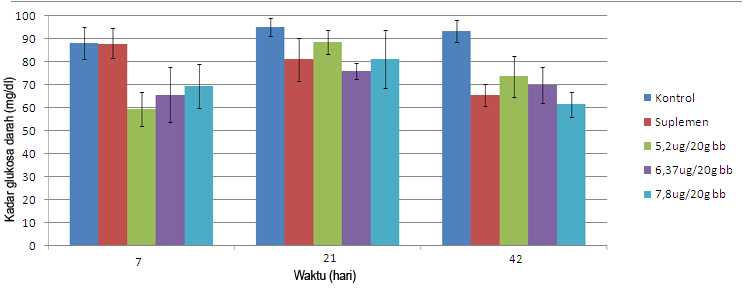 Kadar glukosa darah (mg/dl)
100
90
80
70
60
50
40
30
20
10
0
7
21
42
Waktu (hari)
Kontrol
Suplemen
5,2ug/20g bb
6,37ug/20g bb
7,8ug/20g bb